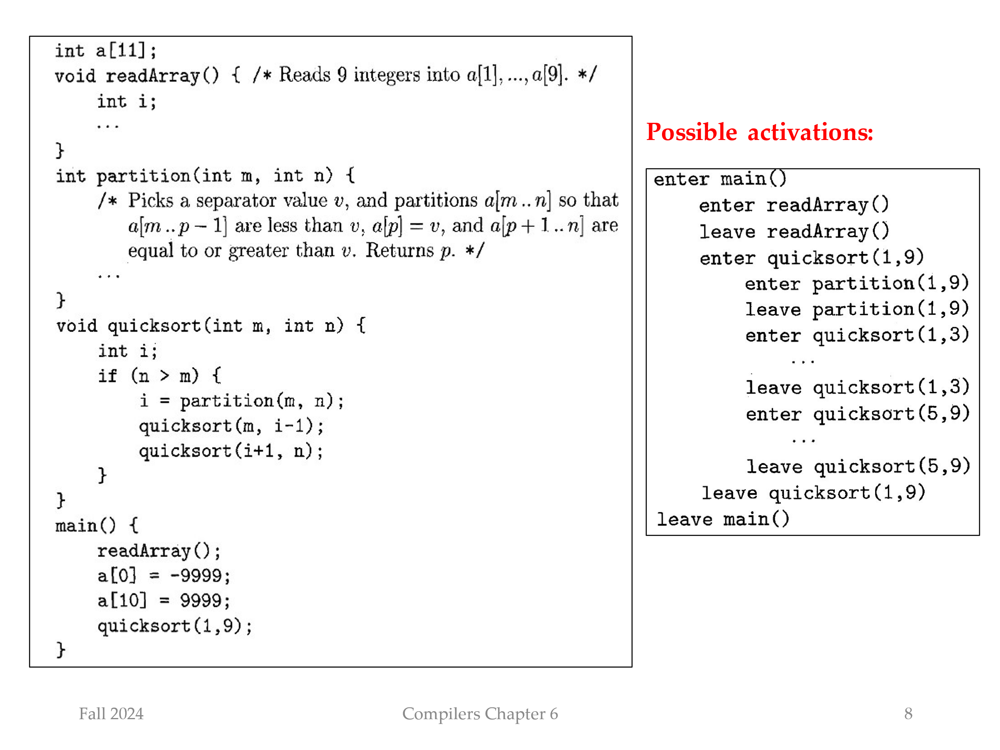 int a[11];
void readArray() { /* Reads 9 integers into a[1], ..., a[9]. */
    int i;
    ...
}
int partition(int m, int n) {
    /* Picks a separator value v, and partitions a[m .. n] so that
       a[m .. p − 1] are less than v, a[p] = v, and a[p + 1 .. n] are
       equal to or greater than v. Returns p. */
    ...
}
void quicksort(int m, int n) {
    int i;
    if (n > m) {
        i = partition(m, n);
        quicksort(m, i-1);
        quicksort(i+1, n);
    }
}
main() {
    readArray();
    a[0] = -9999;
    a[10] = 9999;
    quicksort(1,9);
}
Possible activations:
enter main()
    enter readArray()
    leave readArray()
    enter quicksort(1,9)
        enter partition(1,9)
        leave partition(1,9)
        enter quicksort(1,3)
            ...
        leave quicksort(1,3)
        enter quicksort(5,9)
            ...
        leave quicksort(5,9)
    leave quicksort(1,9)
leave main()
Fall 2024
Compilers Chapter 6
8